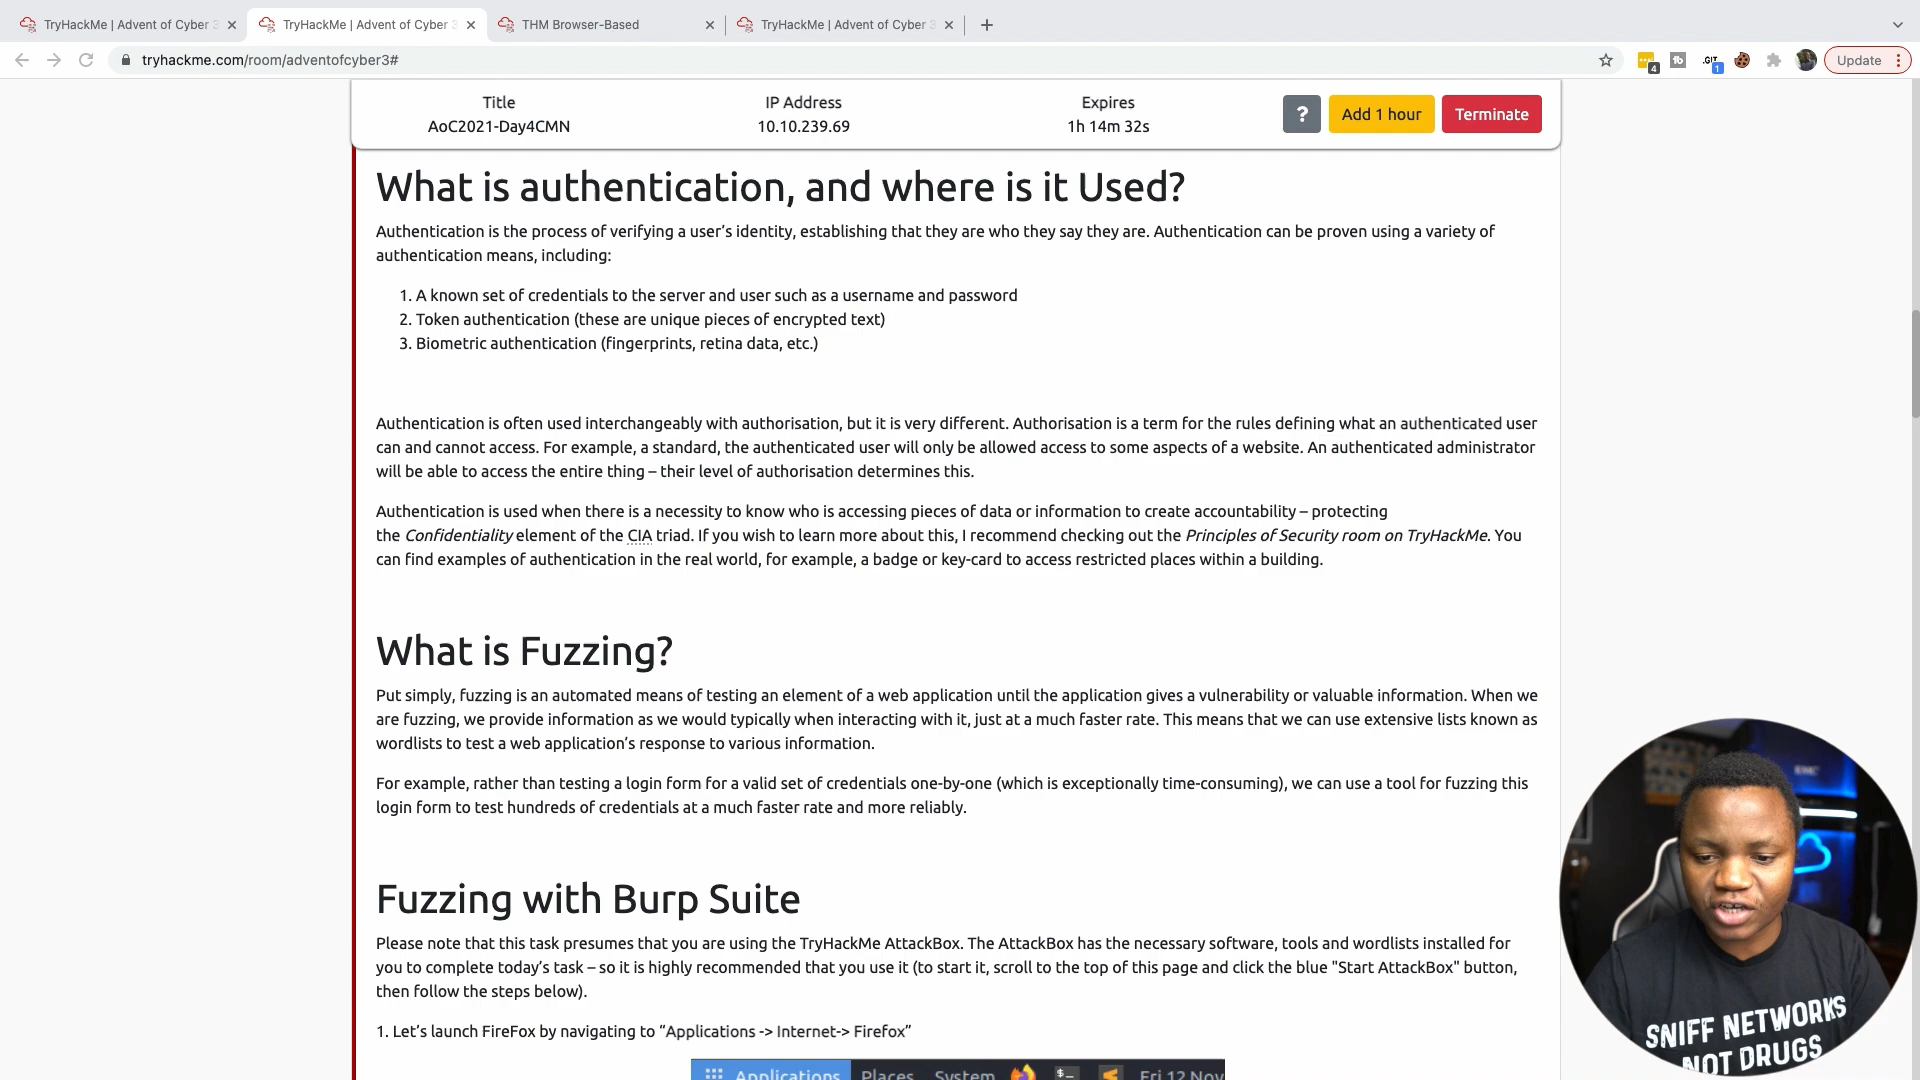 TryHackMe | Advent of Cyber 3
TryHackMe | Advent of Cyber 3
THM Browser-Based
TryHackMe | Advent of Cyber 3
tryhackme.com/room/adventofcyber3#
4
tb
.GIT
1
Update
Title
IP Address
Expires
AoC2021-Day4CMN
10.10.239.69
1h 14m 32s
?
Add 1 hour
Terminate
What is authentication, and where is it Used?
Authentication is the process of verifying a user’s identity, establishing that they are who they say they are. Authentication can be proven using a variety of
authentication means, including:
1. A known set of credentials to the server and user such as a username and password
2. Token authentication (these are unique pieces of encrypted text)
3. Biometric authentication (fingerprints, retina data, etc.)
Authentication is often used interchangeably with authorisation, but it is very different. Authorisation is a term for the rules defining what an authenticated user
can and cannot access. For example, a standard, the authenticated user will only be allowed access to some aspects of a website. An authenticated administrator
will be able to access the entire thing – their level of authorisation determines this.
Authentication is used when there is a necessity to know who is accessing pieces of data or information to create accountability – protecting
the Confidentiality element of the CIA triad. If you wish to learn more about this, I recommend checking out the Principles of Security room on TryHackMe. You
can find examples of authentication in the real world, for example, a badge or key-card to access restricted places within a building.
What is Fuzzing?
Put simply, fuzzing is an automated means of testing an element of a web application until the application gives a vulnerability or valuable information. When we
are fuzzing, we provide information as we would typically when interacting with it, just at a much faster rate. This means that we can use extensive lists known as
wordlists to test a web application’s response to various information.
For example, rather than testing a login form for a valid set of credentials one-by-one (which is exceptionally time-consuming), we can use a tool for fuzzing this
login form to test hundreds of credentials at a much faster rate and more reliably.
Fuzzing with Burp Suite
Please note that this task presumes that you are using the TryHackMe AttackBox. The AttackBox has the necessary software, tools and wordlists installed for
you to complete today’s task – so it is highly recommended that you use it (to start it, scroll to the top of this page and click the blue "Start AttackBox" button,
then follow the steps below).
1. Let’s launch FireFox by navigating to “Applications -> Internet-> Firefox”
Applications Places System Fri 12 Nov
SNIFF NETWORKS
NOT DRUGS